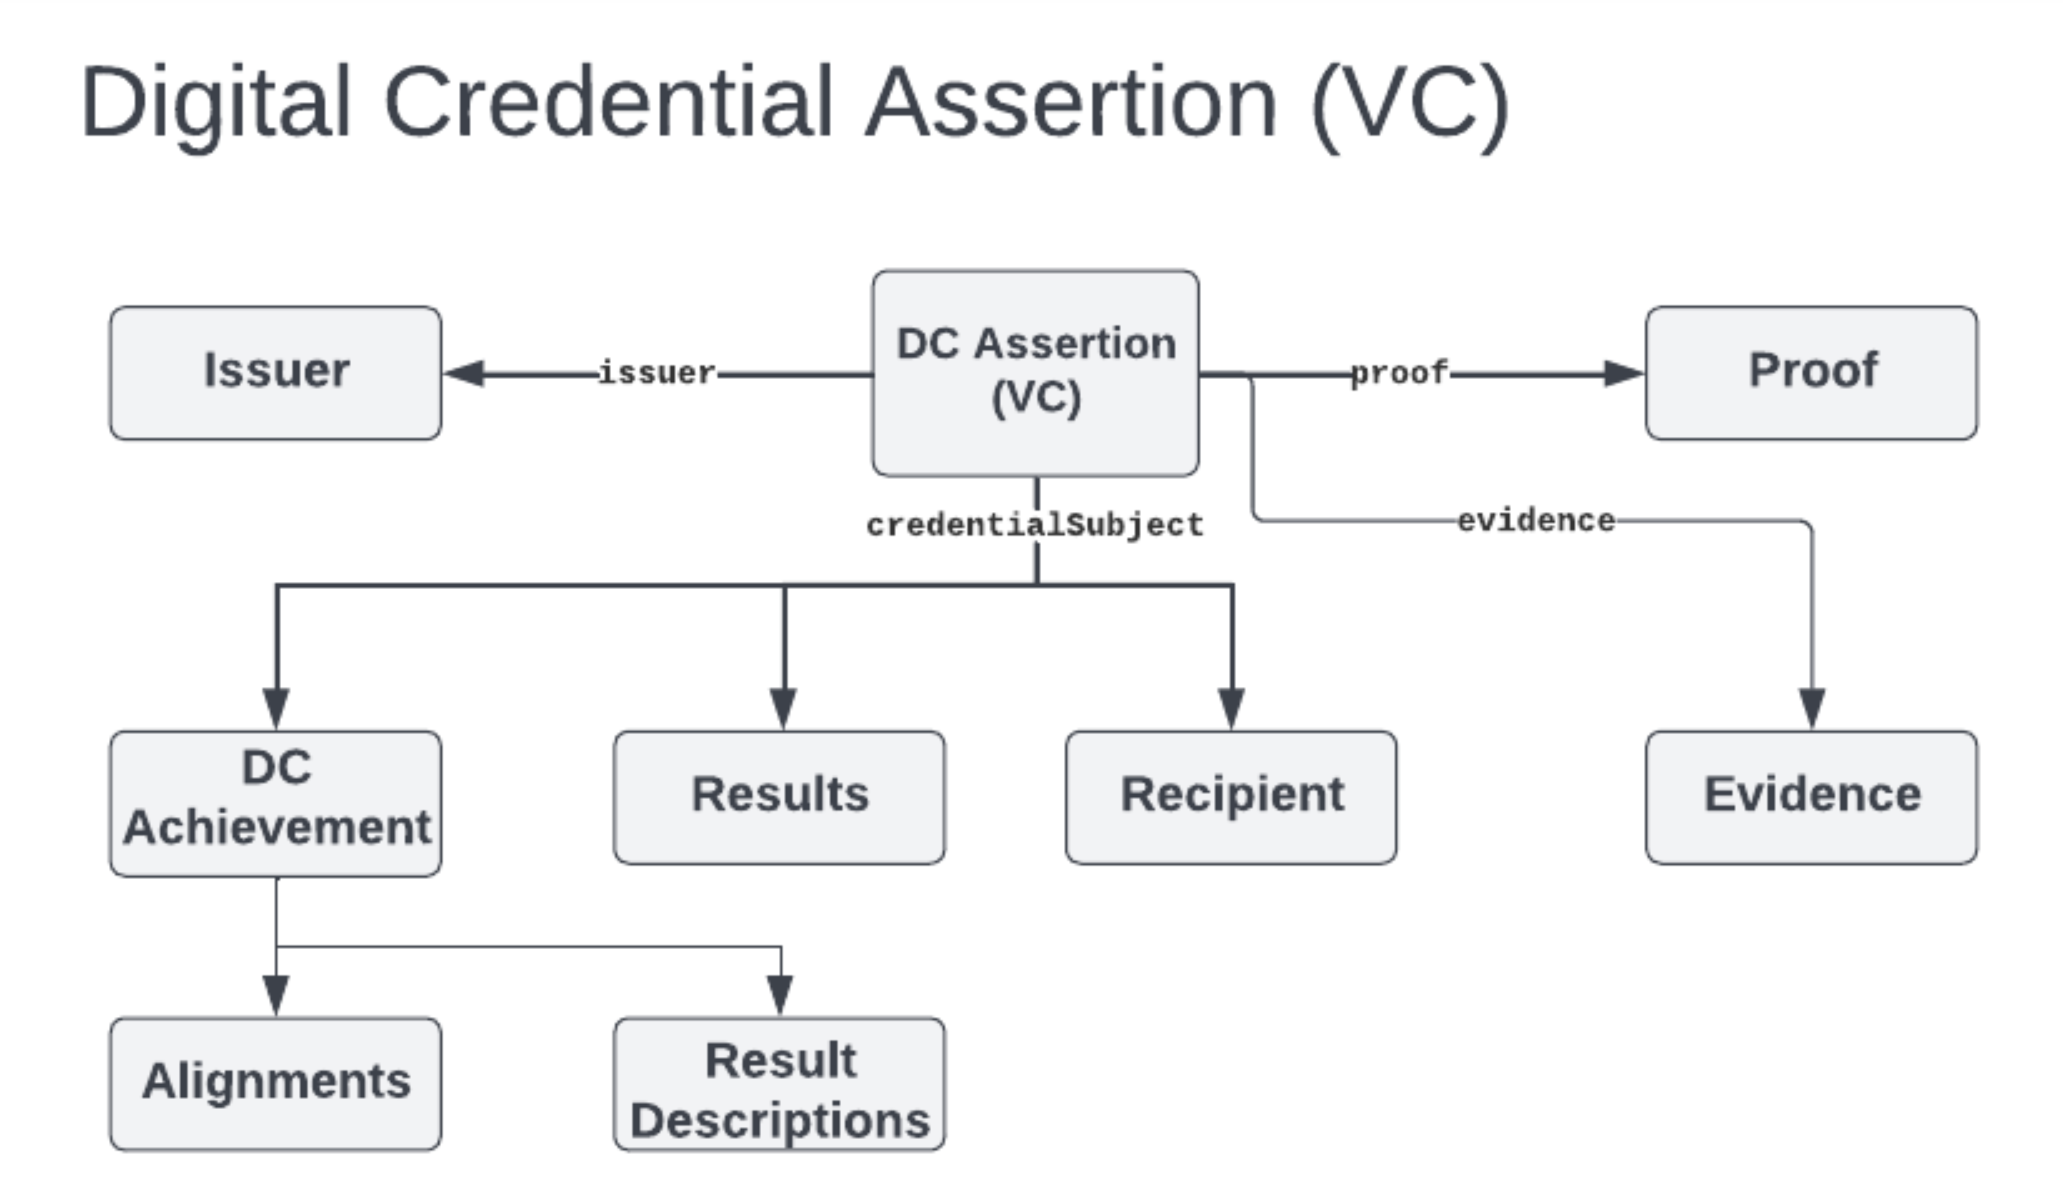 Digital Credential Assertion (VC)
Issuer
issuer
DC Assertion
(VC)
proof
Proof
credentialSubject
evidence
DC
Achievement
Results
Recipient
Evidence
Alignments
Result
Descriptions